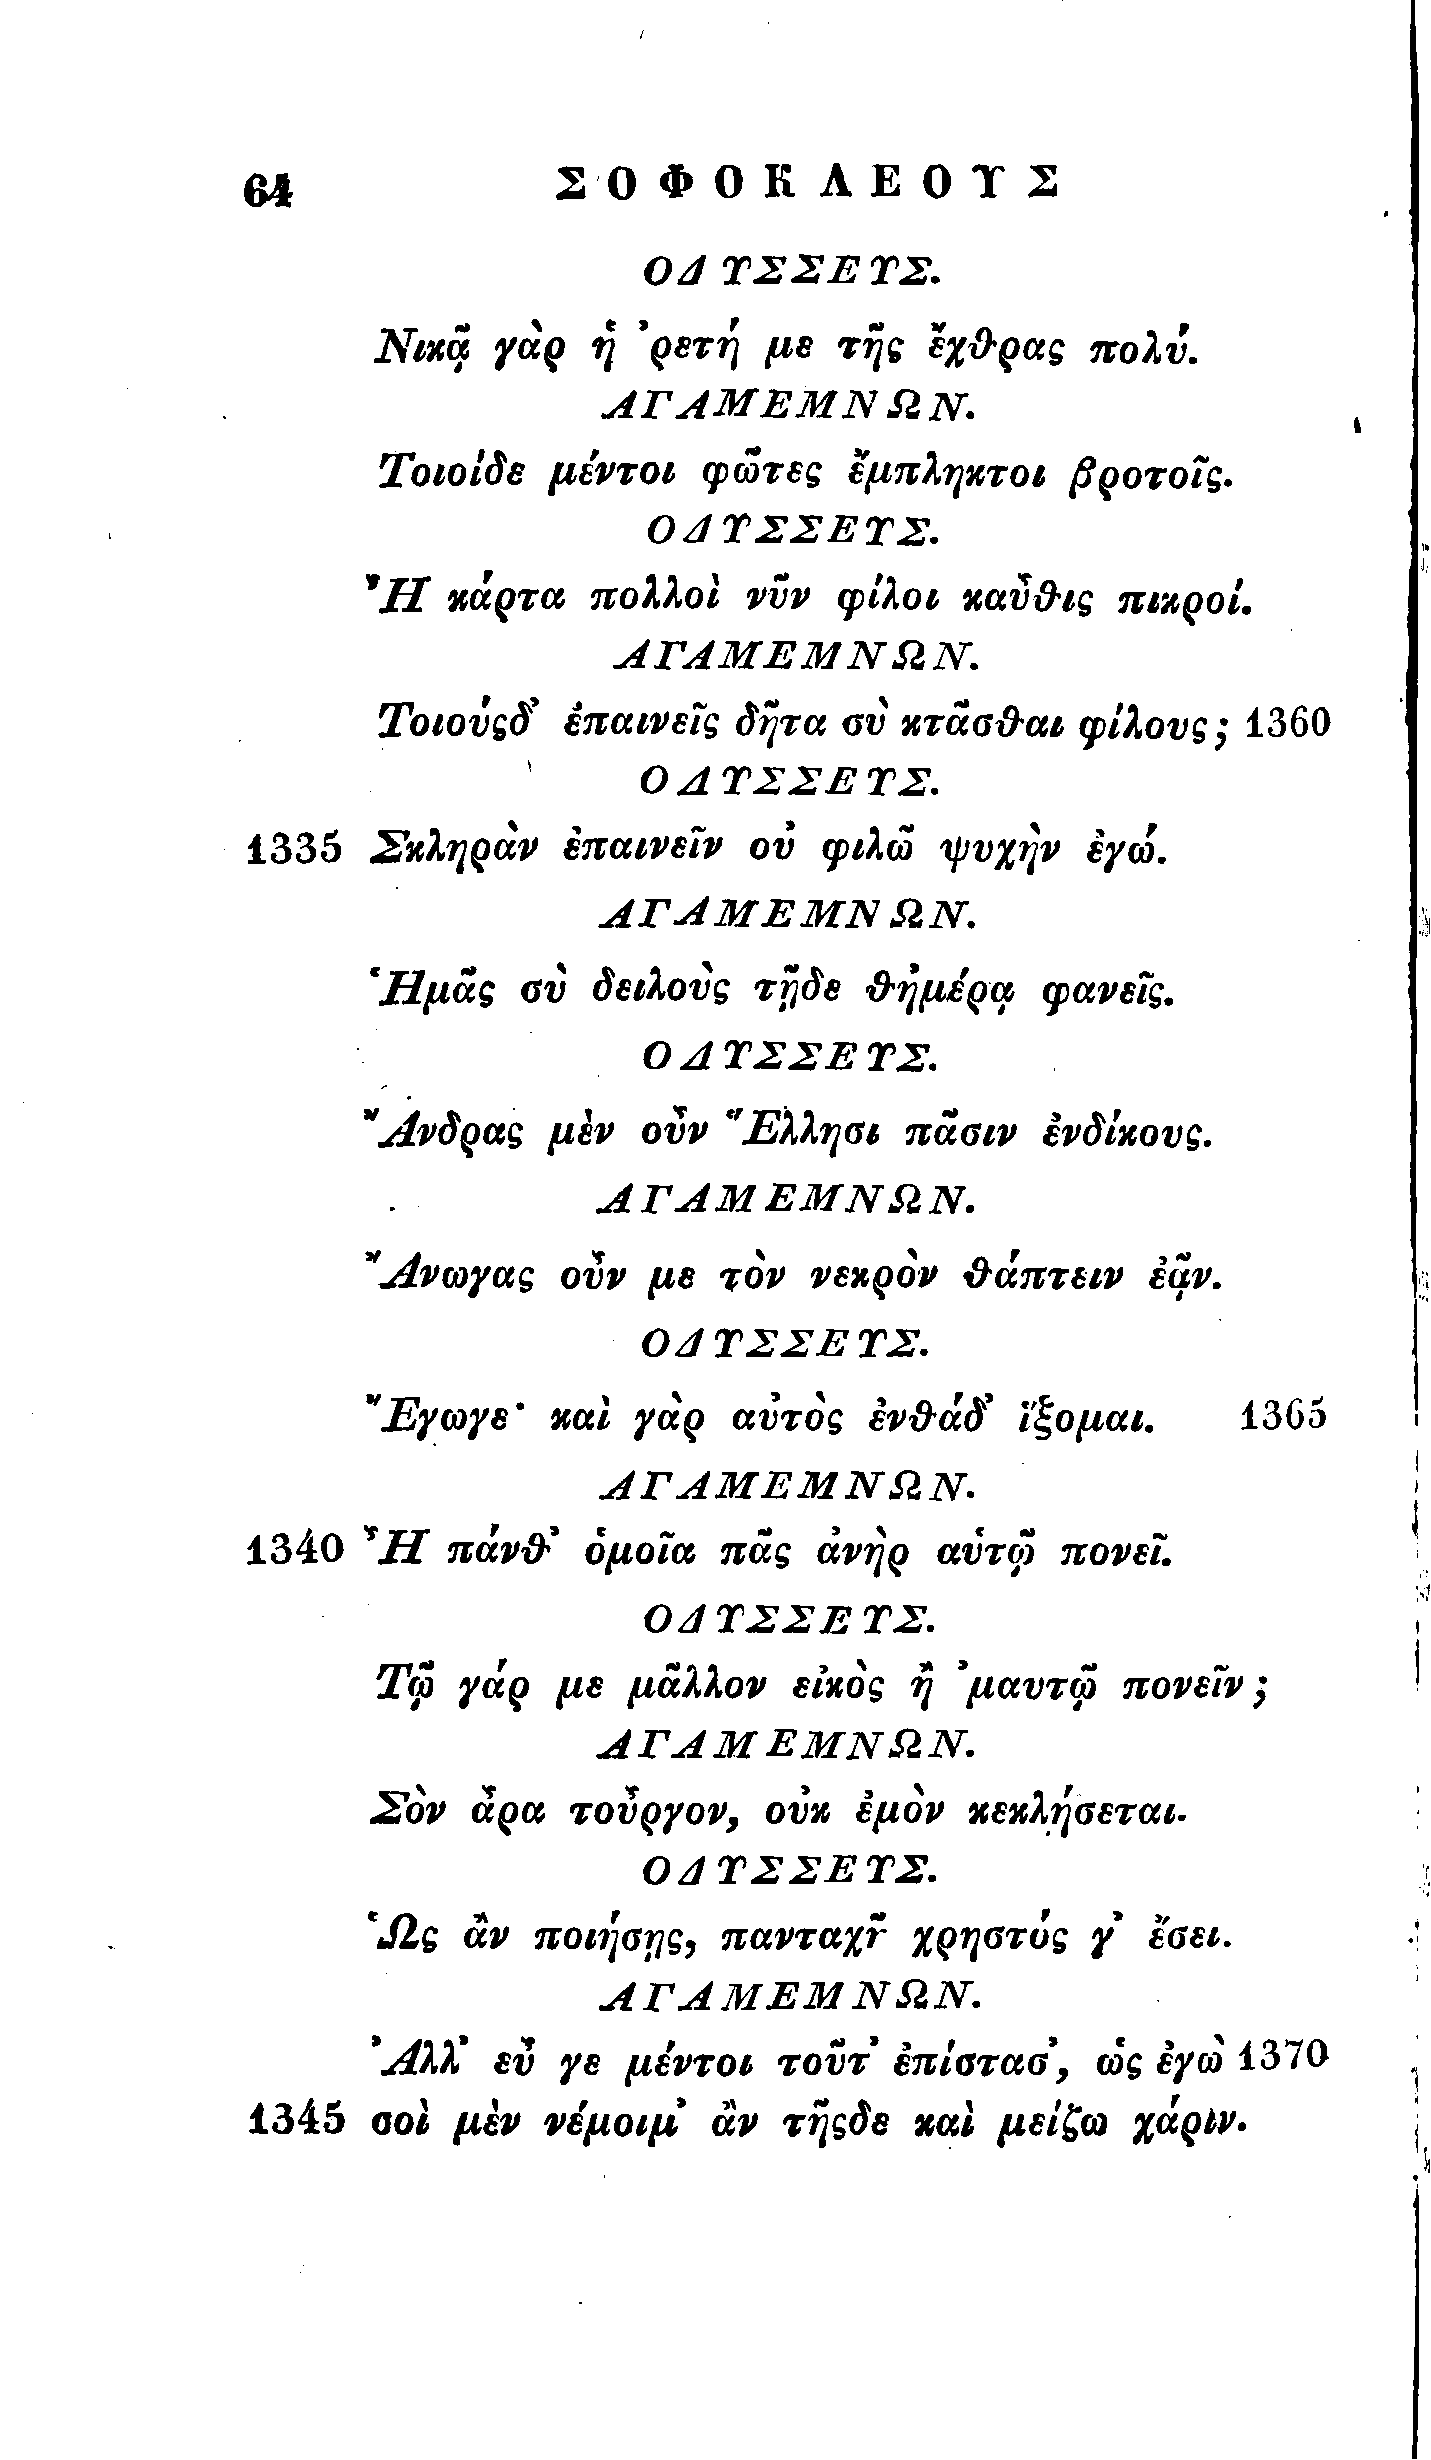 64 ΣΟΦΟΚΛΕΟΥΣ
ΟΔΥΣΣΕΥΣ.
Νικᾷ γὰρ ἡ ’ρετή με τῆς ἔχθρας πολύ.
ΑΓΑΜΕΜΝΩΝ.
Τοιοίδε μέντοι φῶτες ἔμπληκτοι βροτοῖς.
ΟΔΥΣΣΕΥΣ.
Ἦ κάρτα πολλοὶ νῦν φίλοι καὖθις πικροί.
ΑΓΑΜΕΜΝΩΝ.
Τοιούςδ’ ἐπαινεῖς δῆτα σὺ κτᾶσθαι φίλους; 1360
ΟΔΥΣΣΕΥΣ.
1335 Σκληρὰν ἐπαινεῖν οὐ φιλῶ ψυχὴν ἐγώ.
ΑΓΑΜΕΜΝΩΝ.
Ἡμᾶς σὺ δειλοὺς τῇδε θἠμέρᾳ φανεῖς.
ΟΔΥΣΣΕΥΣ.
Ἄνδρας μὲν οὖν Ἕλλησι πᾶσιν ἐνδίκους.
ΑΓΑΜΕΜΝΩΝ.
Ἄνωγας οὖν με τὸν νεκρὸν θάπτειν ἐᾷν.
ΟΔΥΣΣΕΥΣ.
Ἔγωγε· καὶ γὰρ αὐτὸς ἐνθάδ’ ἵξομαι. 1365
ΑΓΑΜΕΜΝΩΝ.
1340 Ἦ πάνθ’ ὁμοῖα πᾶς ἀνὴρ αὑτῷ πονεῖ.
ΟΔΥΣΣΕΥΣ.
Τῷ γάρ με μᾶλλον εἰκὸς ἢ ’μαυτῷ πονεῖν;
ΑΓΑΜΕΜΝΩΝ.
Σὸν ἆρα τοὖργον, οὐκ ἐμὸν κεκλήσεται.
ΟΔΥΣΣΕΥΣ.
Ὡς ἂν ποιήσῃς, πανταχῆ χρηστός γ’ ἔσει.
ΑΓΑΜΕΜΝΩΝ.
Ἀλλ’ εὖ γε μέντοι τοῦτ’ ἐπίστασ’, ὡς ἐγὼ 1370
1345 σοὶ μὲν νέμοιμ’ ἂν τῆςδε καὶ μείζω χάριν.